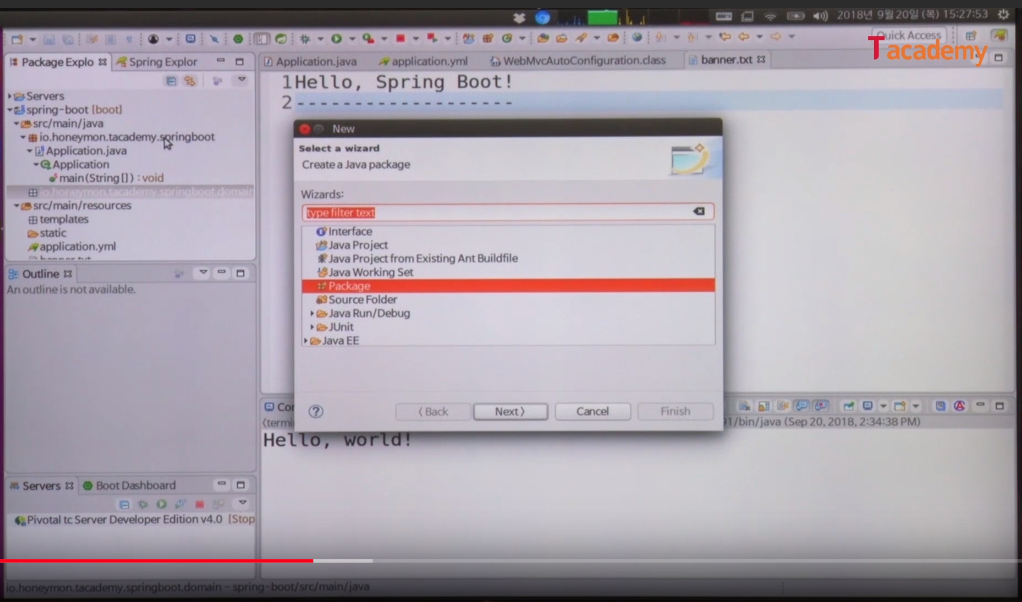 2018년 9월20일 (목) 15:27:53
Quick Access
Tacademy
Package Explo
Spring Explor
Application.java
application.yml
WebMvcAutoConfiguration.class
banner.txt
Servers
spring-boot [boot]
src/main/java
io.honeymon.tacademy.springboot
Application.java
Application
main(String[]) : void
io.honeymon.tacademy.springboot.domain
src/main/resources
templates
static
application.yml
Outline
An outline is not available.
Servers
Boot Dashboard
Pivotal tc Server Developer Edition v4.0 [Stop
1 Hello, Spring Boot!
2 -------------------
New
Select a wizard
Create a Java package
Wizards:
type filter text
Interface
Java Project
Java Project from Existing Ant Buildfile
Java Working Set
Package
Source Folder
Java Run/Debug
JUnit
Java EE
< Back
Next >
Cancel
Finish
Con
<termi
1/bin/java (Sep 20, 2018, 2:34:38 PM)
Hello, world!
io.honeymon.tacademy.springboot.domain - spring-boot/src/main/java